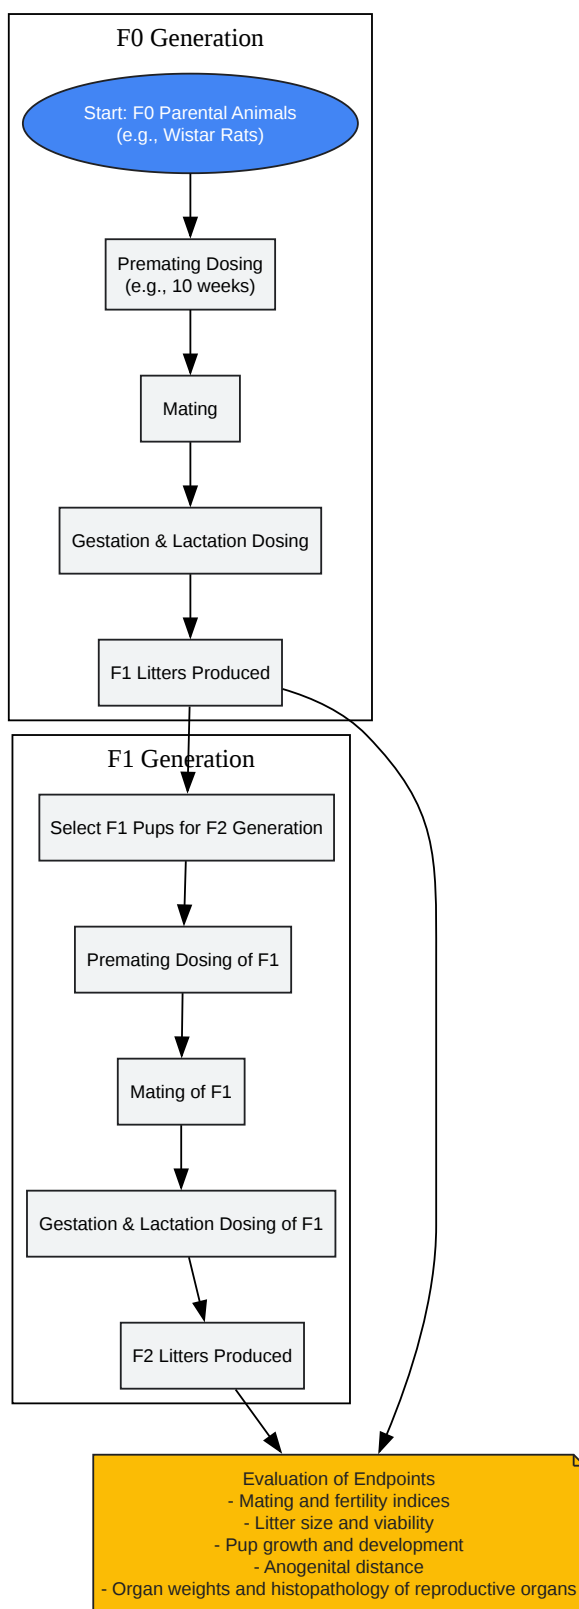 F0 Generation
Start: F0 Parental Animals
(e.g., Wistar Rats)
Premating Dosing
(e.g., 10 weeks)
Mating
Gestation & Lactation Dosing
F1 Litters Produced
F1 Generation
Select F1 Pups for F2 Generation
Premating Dosing of F1
Mating of F1
Gestation & Lactation Dosing of F1
F2 Litters Produced
Evaluation of Endpoints
- Mating and fertility indices
- Litter size and viability
- Pup growth and development
- Anogenital distance
- Organ weights and histopathology of reproductive organs